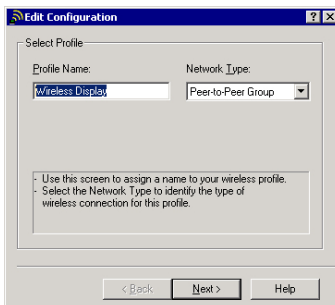 Edit Configuration
Select Profile
Profile Name: Network Type:
Wireless Display Peer-to-Peer Group
- Use this screen to assign a name to your wireless profile.
- Select the Network Type to identify the type of
wireless connection for this profile.
< Back Next > Help